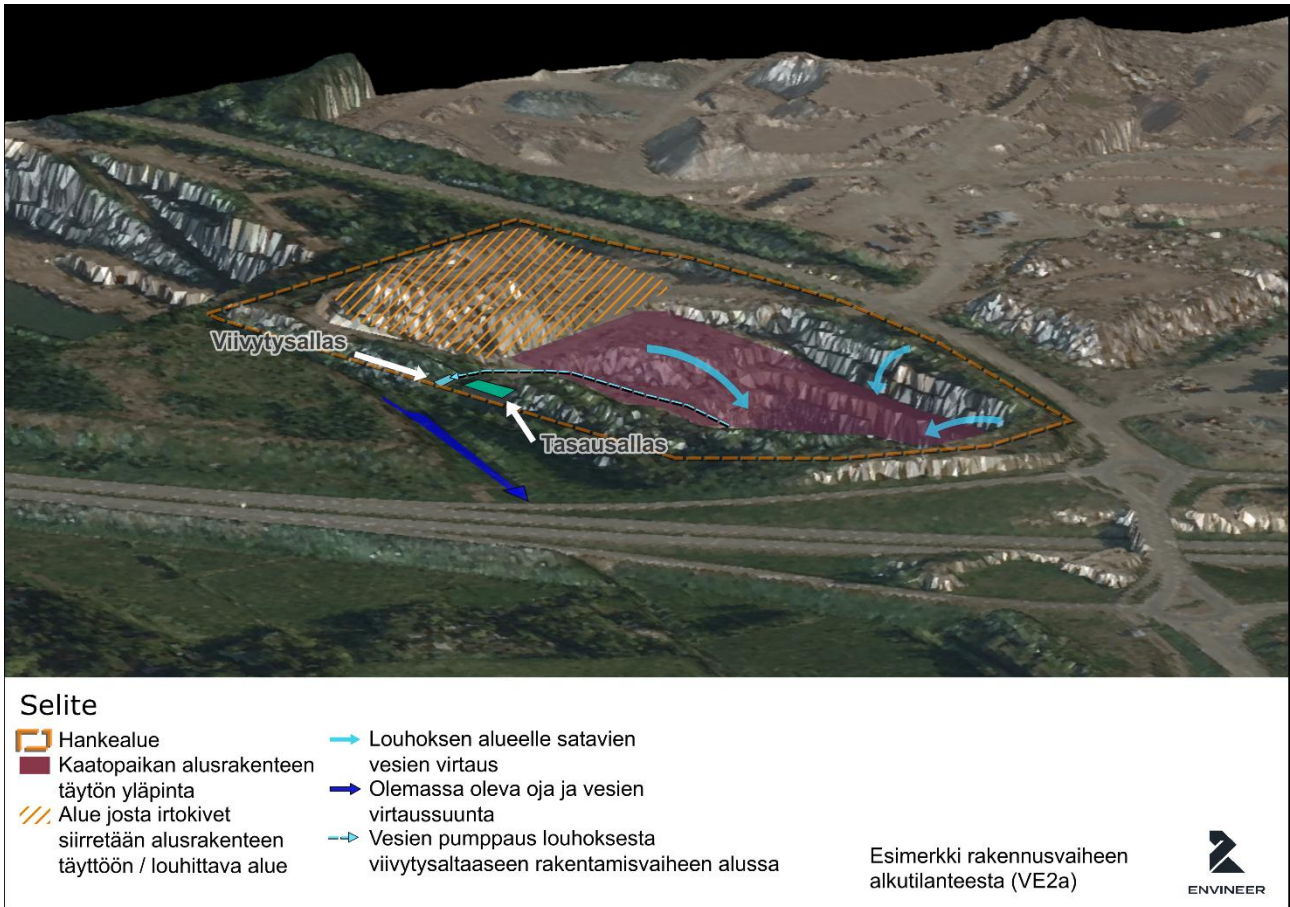 Viivytysallas
Tasausallas
Selite
Hankealue
Kaatopaikan alusrakenteen
täytön yläpinta
Alue josta irtokivet
siirretään alusrakenteen
täyttöön / louhittava alue
Louhoksen alueelle satavien
vesien virtaus
Olemassa oleva oja ja vesien
virtaussuunta
Vesien pumppaus louhoksesta
viivytysaltaaseen rakentamisvaiheen alussa
Esimerkki rakennusvaiheen
alkutilanteesta (VE2a)
ENVINEER